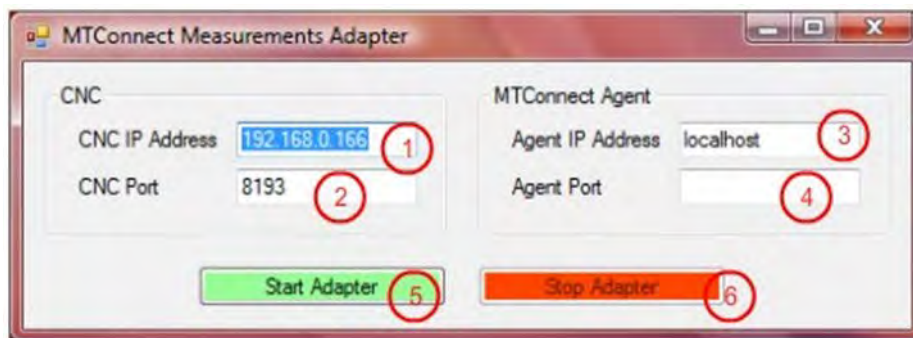 MTConnect Measurements Adapter
CNC
CNC IP Address 192.168.0.166 1
CNC Port 8193 2
MTConnect Agent
Agent IP Address localhost 3
Agent Port 4
Start Adapter 5
Stop Adapter 6